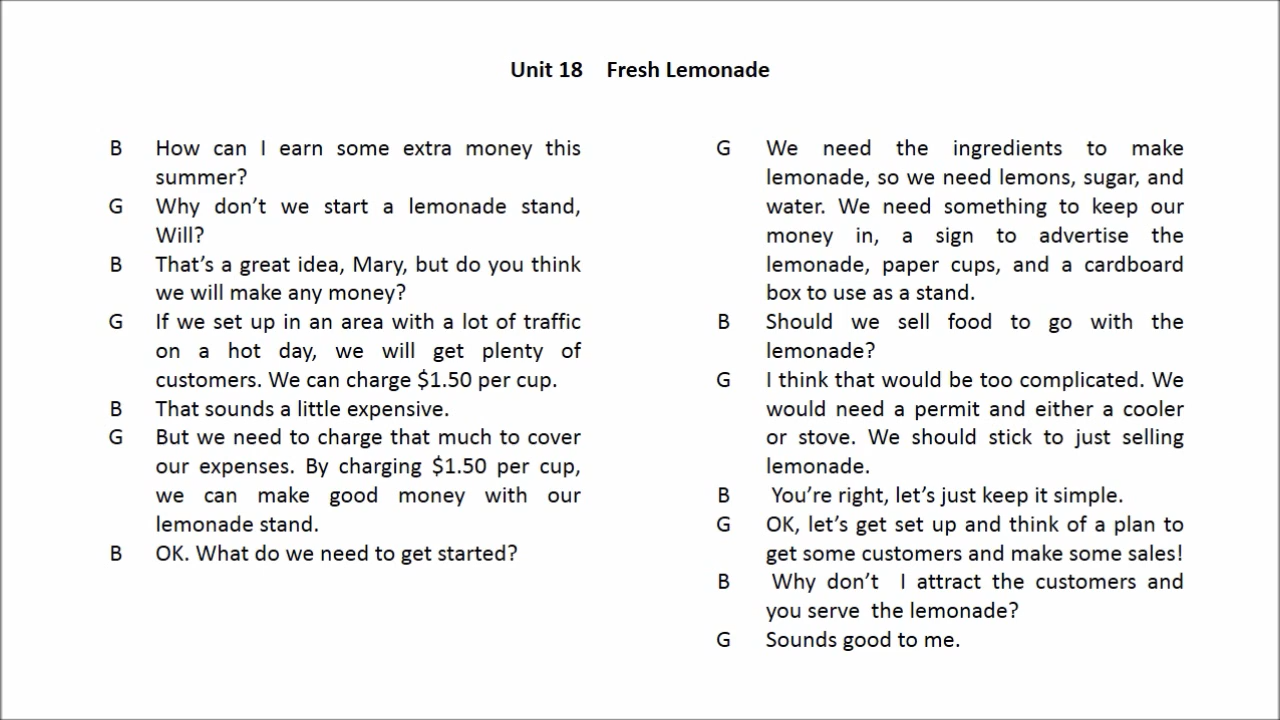 Unit 18 Fresh Lemonade
B How can I earn some extra money this
summer?
G Why don't we start a lemonade stand,
Will?
B That's a great idea, Mary, but do you think
we will make any money?
G If we set up in an area with a lot of traffic
on a hot day, we will get plenty of
customers. We can charge $1.50 per cup.
B That sounds a little expensive.
G But we need to charge that much to cover
our expenses. By charging $1.50 per cup,
we can make good money with our
lemonade stand.
B OK. What do we need to get started?
G We need the ingredients to make
lemonade, so we need lemons, sugar, and
water. We need something to keep our
money in, a sign to advertise the
lemonade, paper cups, and a cardboard
box to use as a stand.
B Should we sell food to go with the
lemonade?
G I think that would be too complicated. We
would need a permit and either a cooler
or stove. We should stick to just selling
lemonade.
B You're right, let's just keep it simple.
G OK, let's get set up and think of a plan to
get some customers and make some sales!
B Why don't I attract the customers and
you serve the lemonade?
G Sounds good to me.